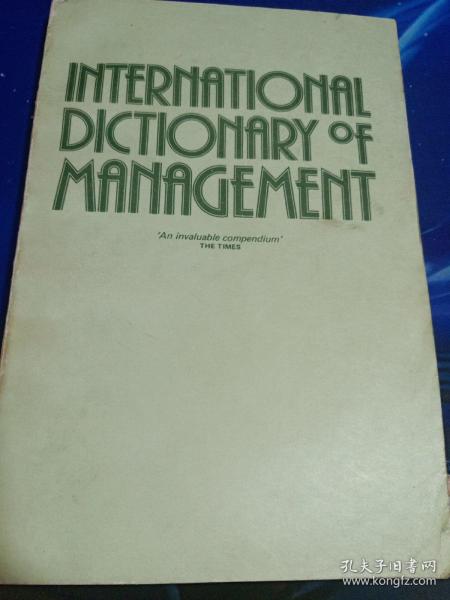 INTERNATIONAL
DICTIONARY OF
MANAGEMENT
'An invaluable compendium'
THE TIMES
孔夫子旧书网
www.kongfz.com